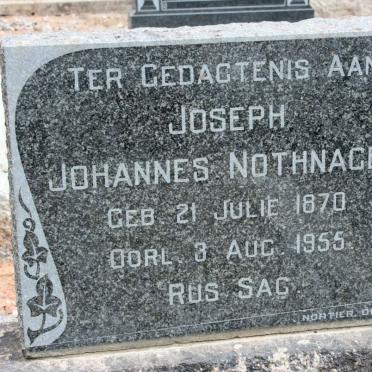 TER GEDAGTENIS AAN
JOSEPH
JOHANNES NOTHNAGEL
GEB. 21 JULIE 1870
OORL. 3 AUG. 1955.
RUS SAG.
NORTIER,